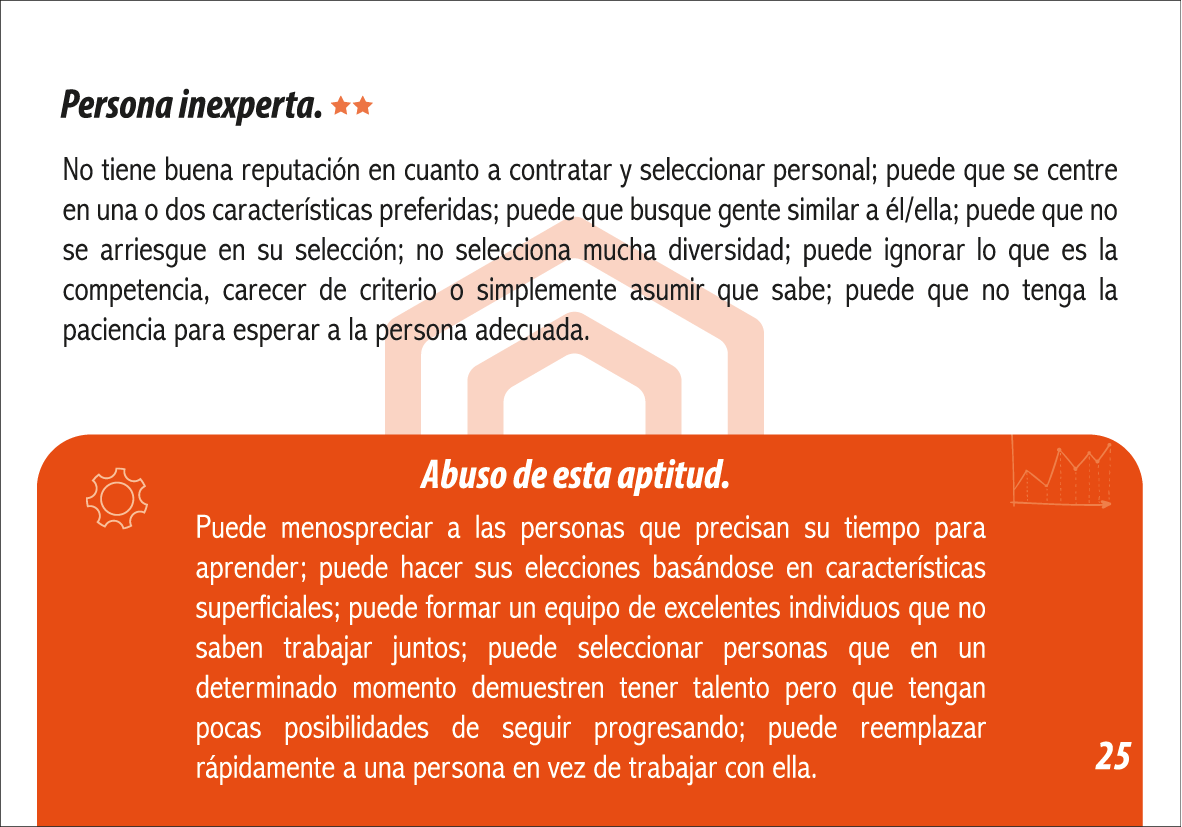 Persona inexperta.
No tiene buena reputación en cuanto a contratar y seleccionar personal; puede que se centre
en una o dos características preferidas; puede que busque gente similar a él/ella; puede que no
se arriesgue en su selección; no selecciona mucha diversidad; puede ignorar lo que es la
competencia, carecer de criterio o simplemente asumir que sabe; puede que no tenga la
paciencia para esperar a la persona adecuada.
Abuso de esta aptitud.
Puede menospreciar a las personas que precisan su tiempo para
aprender; puede hacer sus elecciones basándose en características
superficiales; puede formar un equipo de excelentes individuos que no
saben trabajar juntos; puede seleccionar personas que en un
determinado momento demuestren tener talento pero que tengan
pocas posibilidades de seguir progresando; puede reemplazar
rápidamente a una persona en vez de trabajar con ella.
25